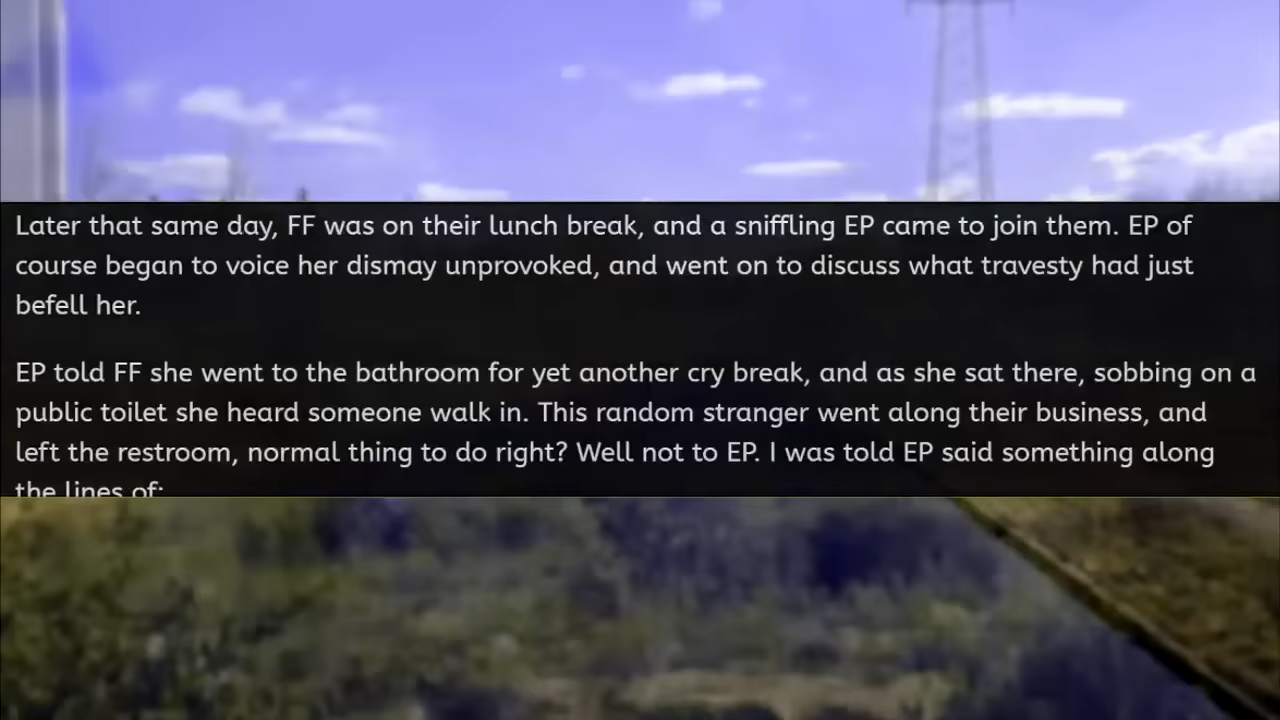 Later that same day, FF was on their lunch break, and a sniffling EP came to join them. EP of
course began to voice her dismay unprovoked, and went on to discuss what travesty had just
befell her.
EP told FF she went to the bathroom for yet another cry break, and as she sat there, sobbing on a
public toilet she heard someone walk in. This random stranger went along their business, and
left the restroom, normal thing to do right? Well not to EP. I was told EP said something along
the lines of: